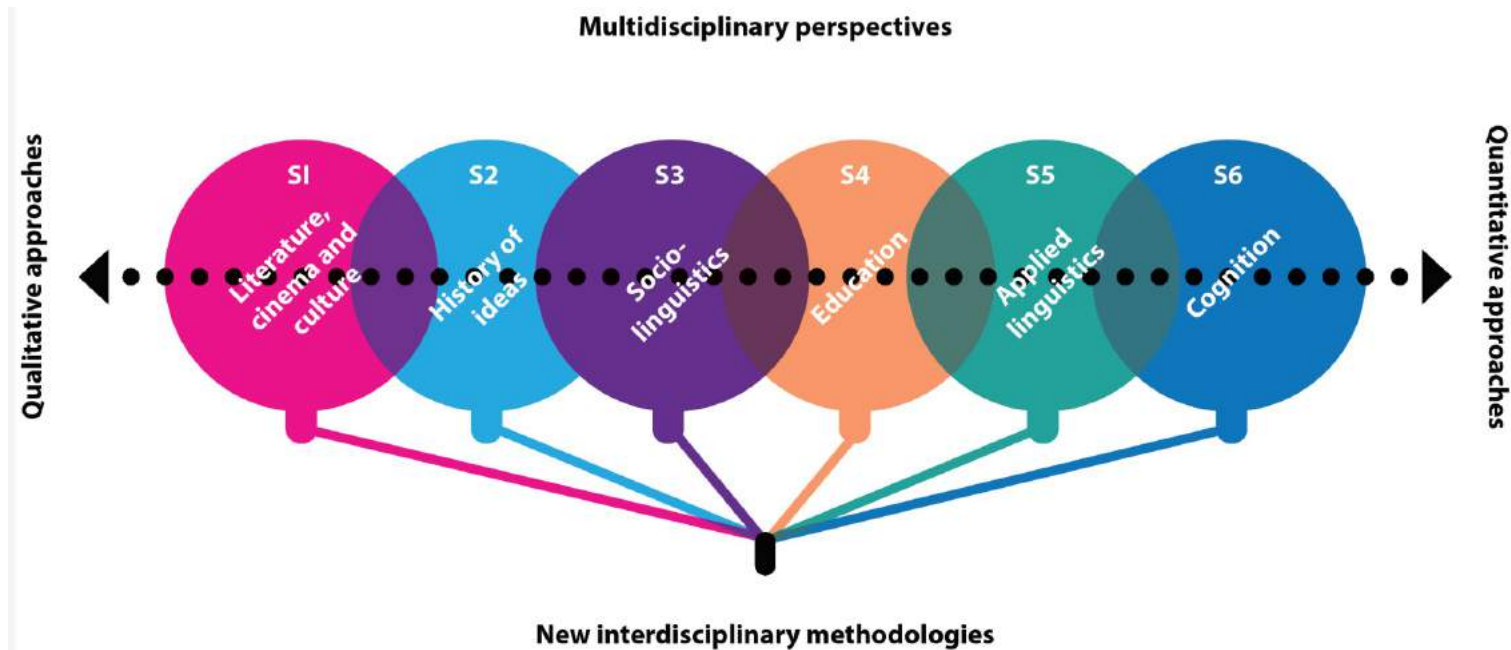 Multidisciplinary perspectives
Qualitative approaches
S1
Literature,
cinema and
culture
S2
History of
ideas
S3
Socio-
linguistics
S4
Education
S5
Applied
linguistics
S6
Cognition
Quantitative approaches
New interdisciplinary methodologies